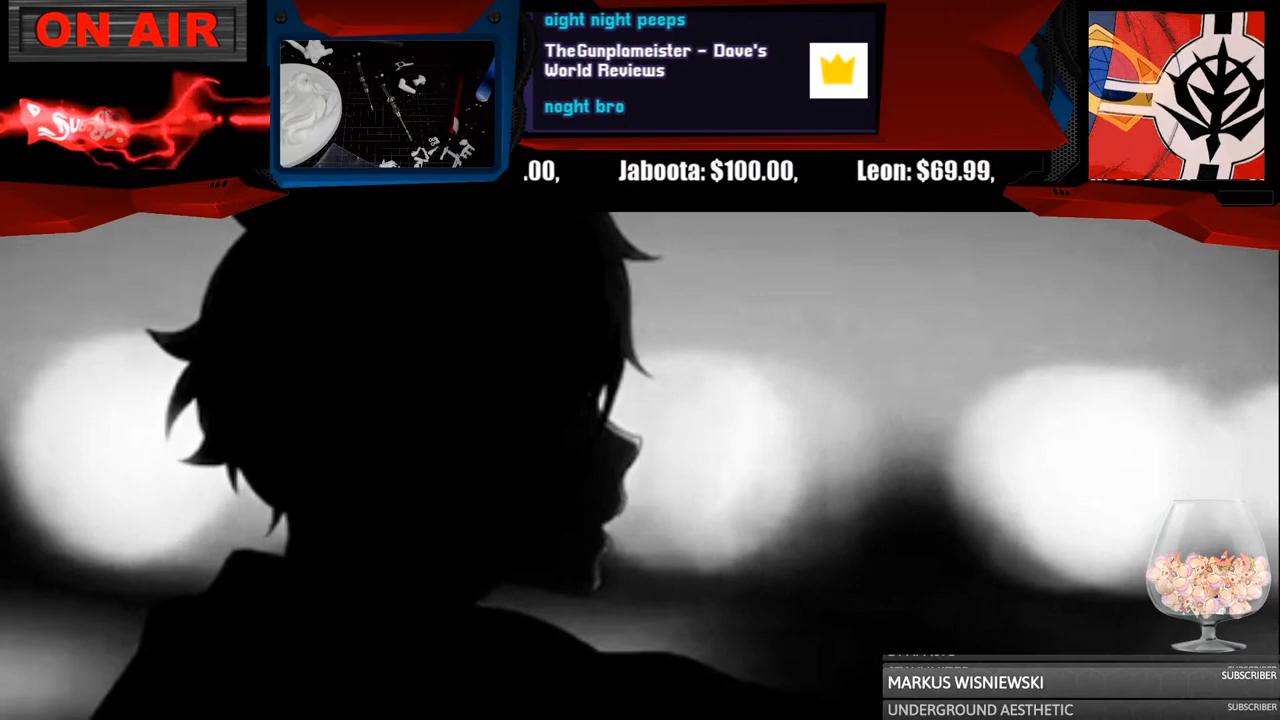 ON AIR
oight night peeps
TheGunplameister - Dave's
World Reviews
noght bro
.00,
Jaboota: $100.00,
Leon: $69.99,
SUBSCRIBER
MARKUS WISNIEWSKI
UNDERGROUND AESTHETIC
SUBSCRIBER